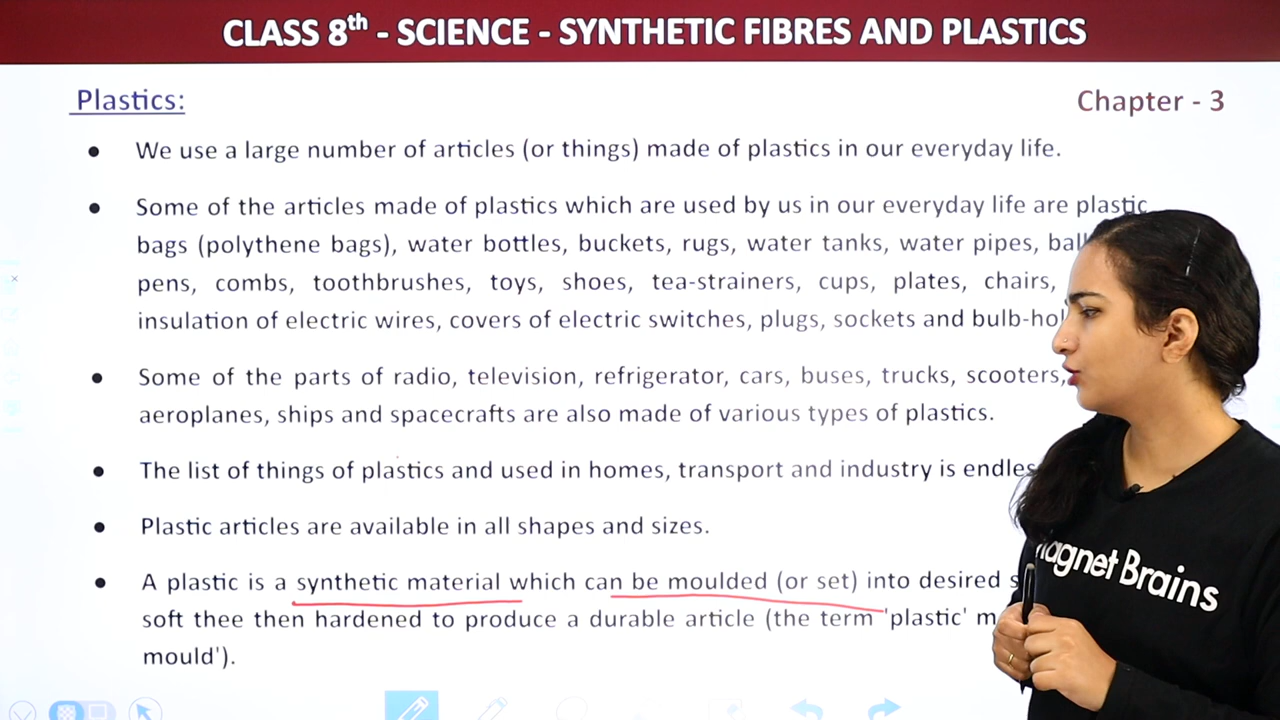 CLASS 8th - SCIENCE - SYNTHETIC FIBRES AND PLASTICS
Plastics:
Chapter - 3
We use a large number of articles (or things) made of plastics in our everyday life.
Some of the articles made of plastics which are used by us in our everyday life are plastic
bags (polythene bags), water bottles, buckets, rugs, water tanks, water pipes,
pens, combs, toothbrushes, toys, shoes, tea-strainers, cups, plates, chairs,
insulation of electric wires, covers of electric switches, plugs, sockets and
Some of the parts of radio, television, refrigerator, cars, buses, trucks, scooters,
aeroplanes, ships and spacecrafts are also made of various types of plastics.
The list of things of plastics and used in homes, transport and industry is
Plastic articles are available in all shapes and sizes.
A plastic is a synthetic material which can be moulded (or set) into desired
soft thee then hardened to produce a durable article (the term 'plastic'
mould').
Magnet Brains